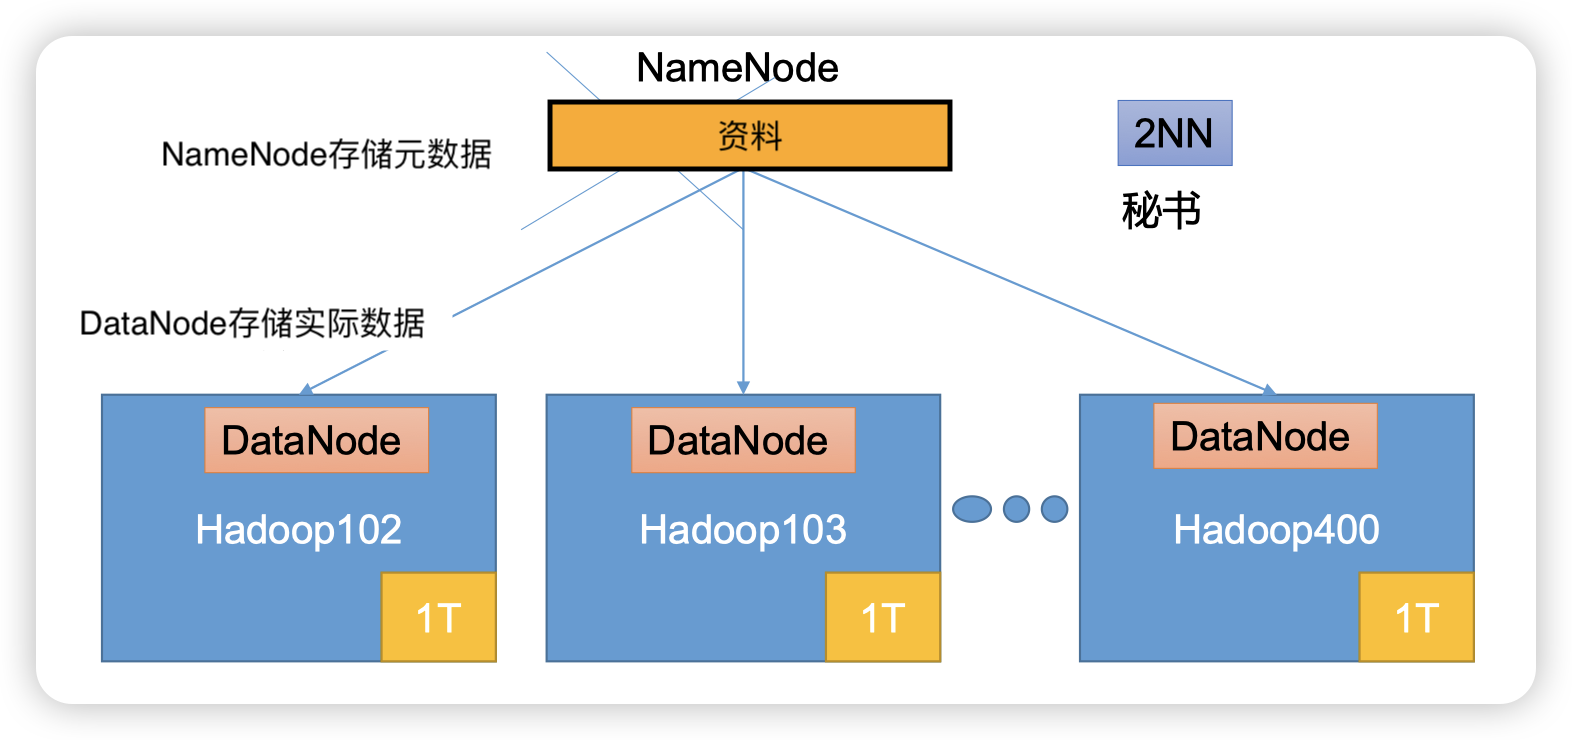 NameNode
资料
2NN
NameNode存储元数据
秘书
DataNode存储实际数据
DataNode
Hadoop102
1T
DataNode
Hadoop103
1T
DataNode
Hadoop400
1T